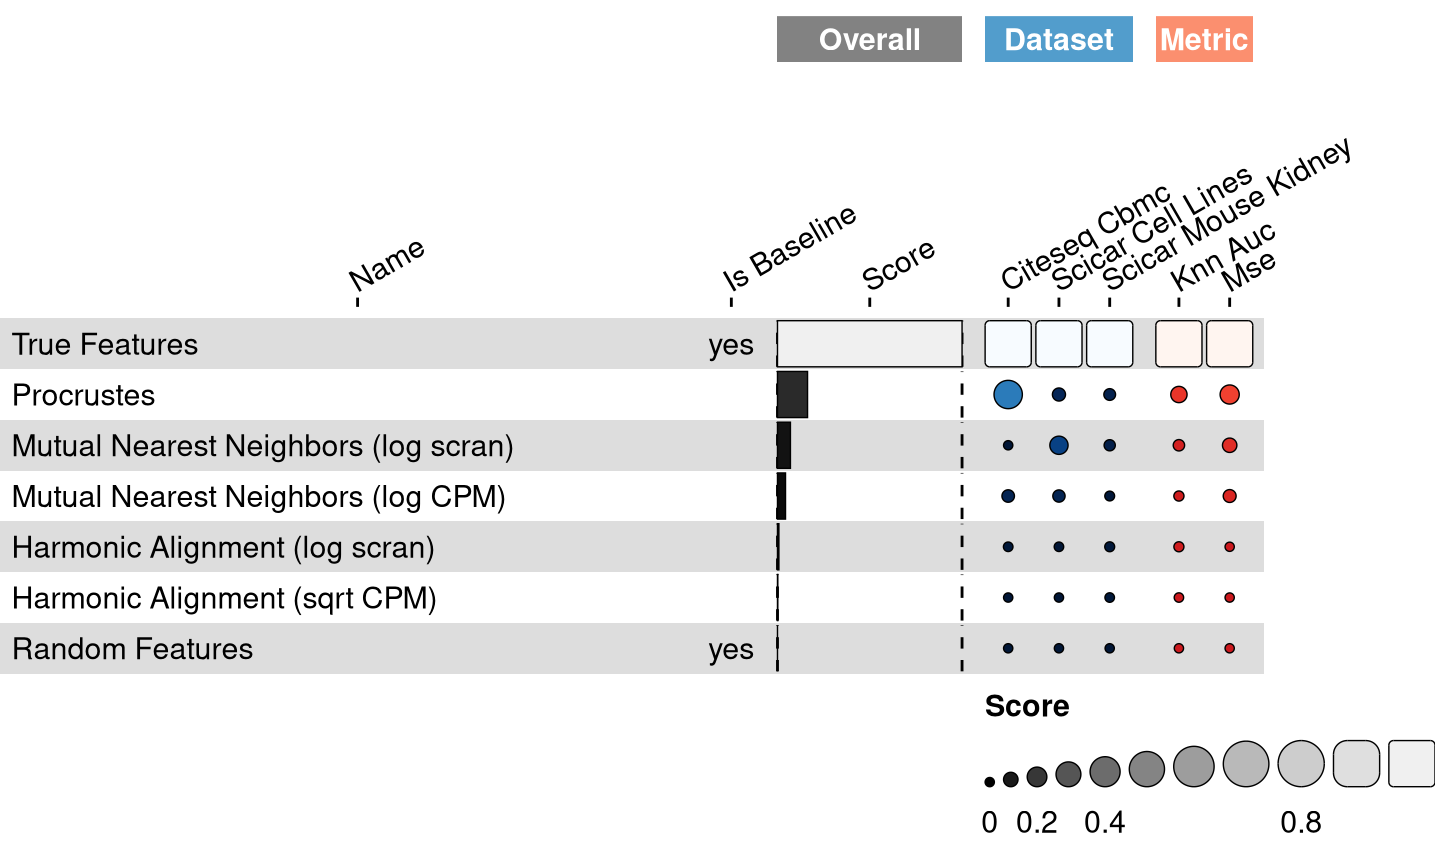 Overall Dataset Metric
Name Is Baseline Score Citeseq Cbmc Scicar Cell Lines Scicar Mouse Kidney Knn Auc Mse
True Features yes
Procrustes
Mutual Nearest Neighbors (log scran)
Mutual Nearest Neighbors (log CPM)
Harmonic Alignment (log scran)
Harmonic Alignment (sqrt CPM)
Random Features yes
Score
0 0.2 0.4 0.8